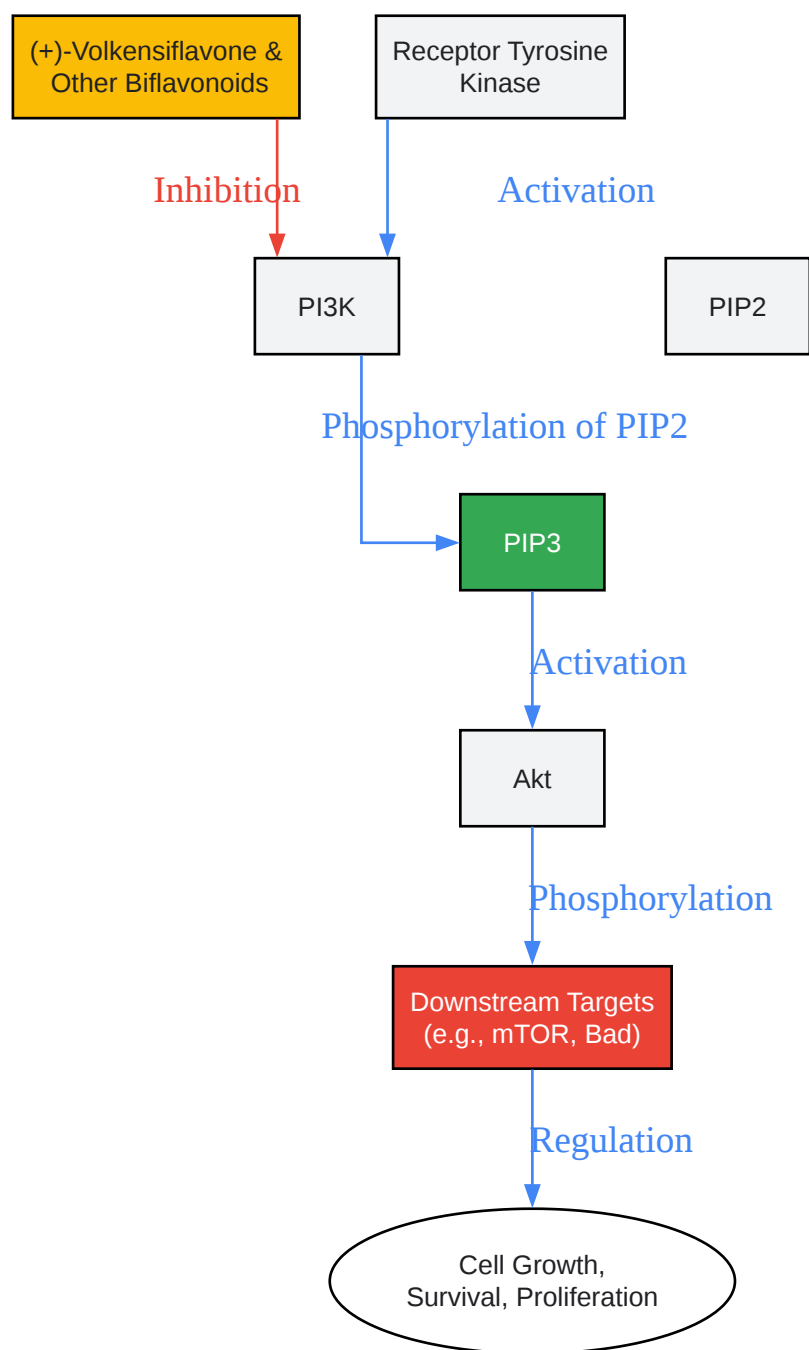 (+)-Volkensiflavone &
Other Biflavonoids
Receptor Tyrosine
Kinase
Inhibition
Activation
PI3K
PIP2
Phosphorylation of PIP2
PIP3
Activation
Akt
Phosphorylation
Downstream Targets
(e.g., mTOR, Bad)
Regulation
Cell Growth,
Survival, Proliferation